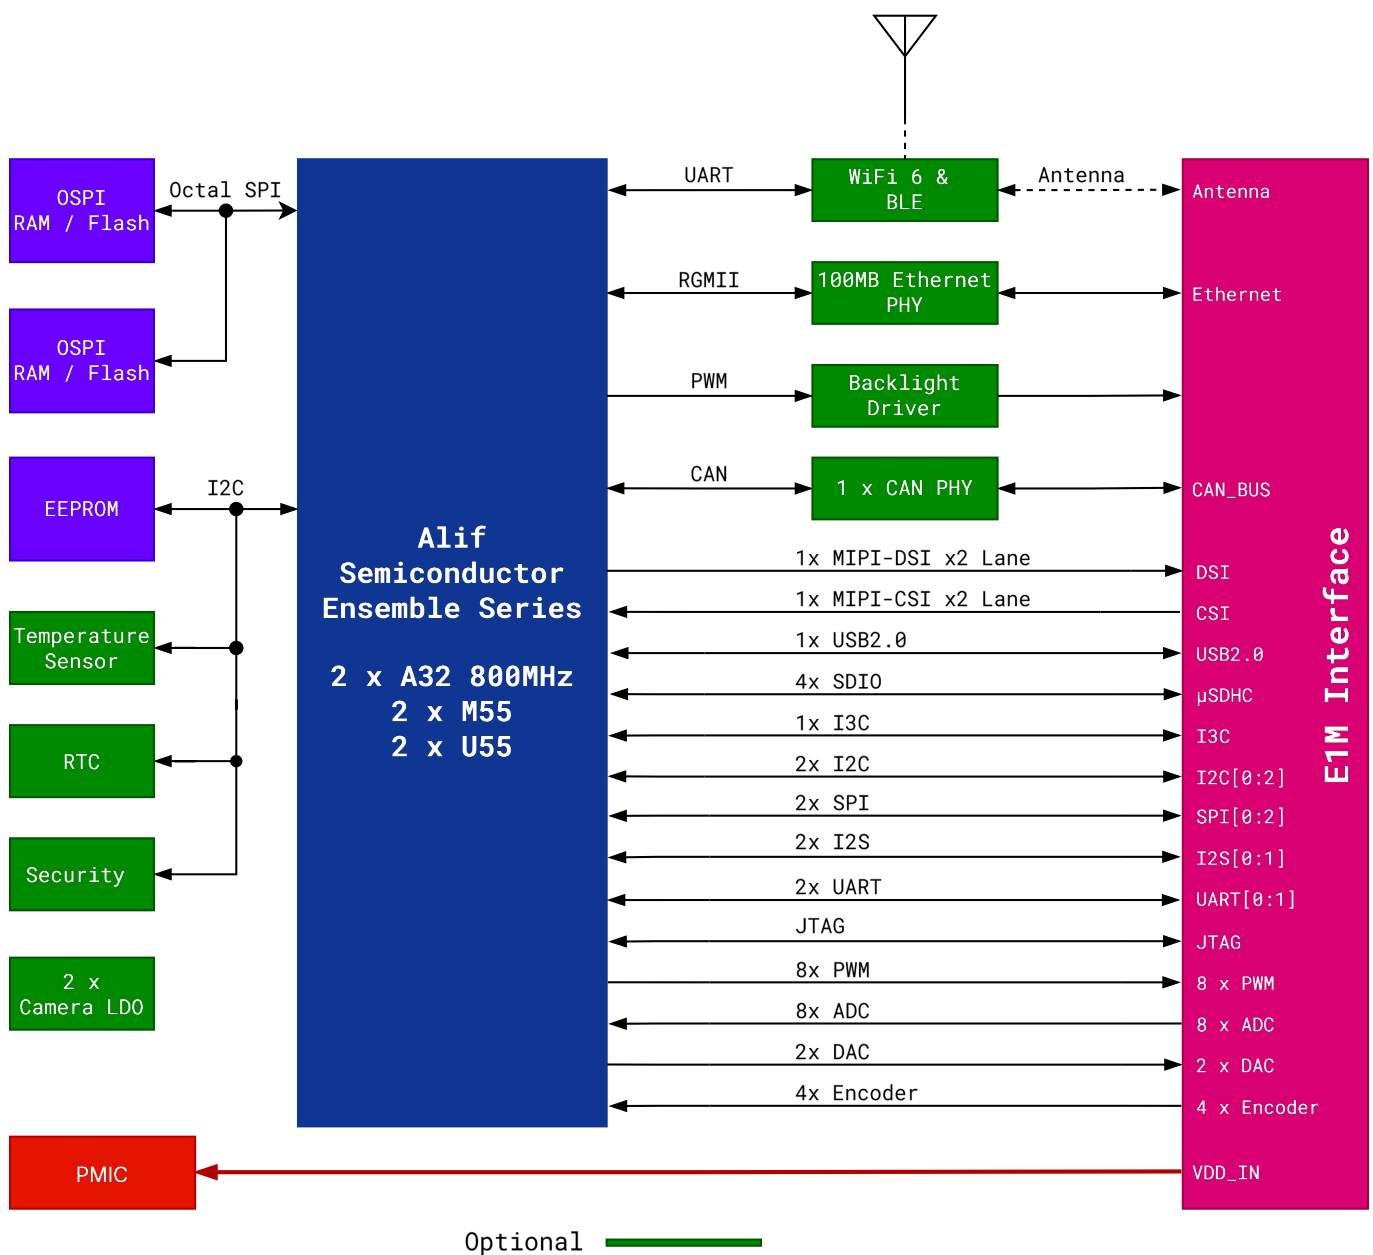 OSPI
RAM / Flash
Octal SPI
OSPI
RAM / Flash
EEPROM
I2C
Temperature
Sensor
RTC
Security
2 x
Camera LDO
PMIC
Alif
Semiconductor
Ensemble Series
2 x A32 800MHz
2 x M55
2 x U55
UART
WiFi 6 &
BLE
Antenna
Antenna
RGMII
100MB Ethernet
PHY
Ethernet
PWM
Backlight
Driver
CAN
1 x CAN PHY
CAN_BUS
1x MIPI-DSI x2 Lane
DSI
1x MIPI-CSI x2 Lane
CSI
1x USB2.0
USB2.0
4x SDIO
µSDHC
1x I3C
I3C
2x I2C
I2C[0:2]
2x SPI
SPI[0:2]
2x I2S
I2S[0:1]
2x UART
UART[0:1]
JTAG
JTAG
8x PWM
8 x PWM
8x ADC
8 x ADC
2x DAC
2 x DAC
4x Encoder
4 x Encoder
VDD_IN
E1M Interface
Optional